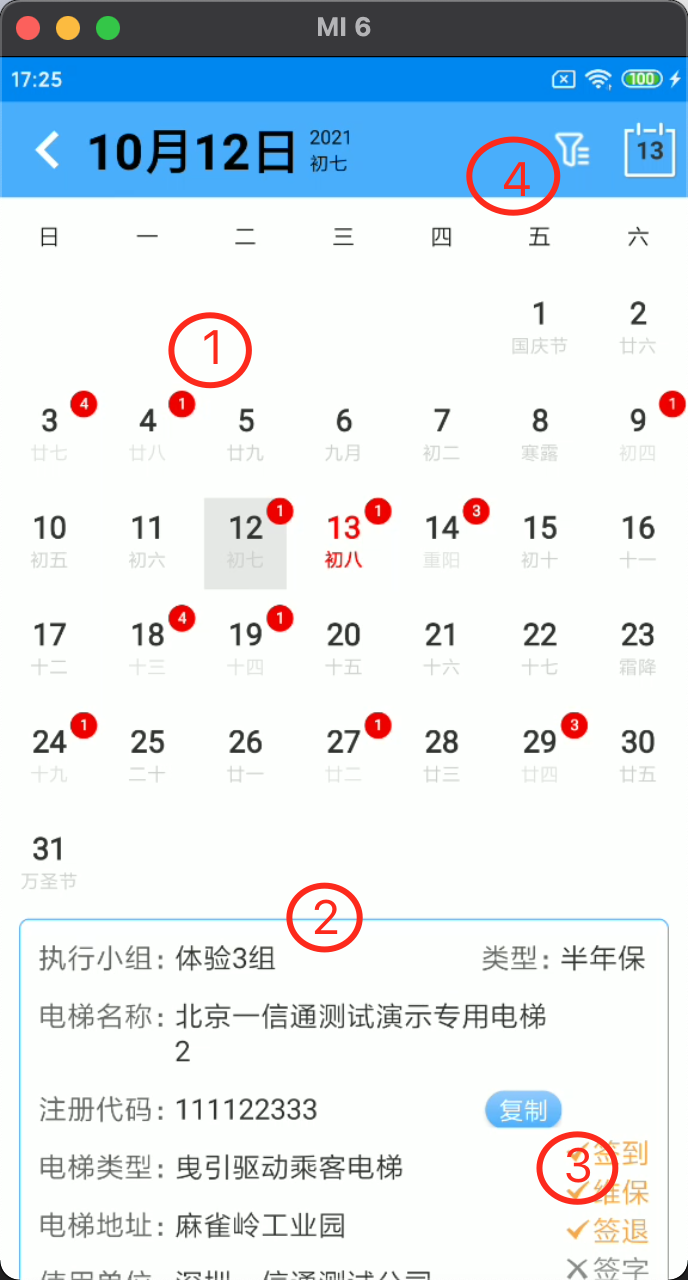 MI 6
17:25
100
10月12日
2021
初七
13
4
日 一 二 三 四 五 六
1 2
国庆节 廿六
1
4 1 1
3 4 5 6 7 8 9
廿七 廿八 廿九 九月 初二 寒露 初四
1 1 3
10 11 12 13 14 15 16
初五 初六 初七 初八 重阳 初十 十一
4 1
17 18 19 20 21 22 23
十二 十三 十四 十五 十六 十七 霜降
1 1 3
24 25 26 27 28 29 30
十九 二十 廿一 廿二 廿三 廿四 廿五
31
万圣节
2
执行小组: 体验3组 类型: 半年保
电梯名称: 北京一信通测试演示专用电梯
2
注册代码: 111122333 复制
3
签到
电梯类型: 曳引驱动乘客电梯
维保
电梯地址: 麻雀岭工业园
签退
使用单位 深圳一信通测试公司
签字